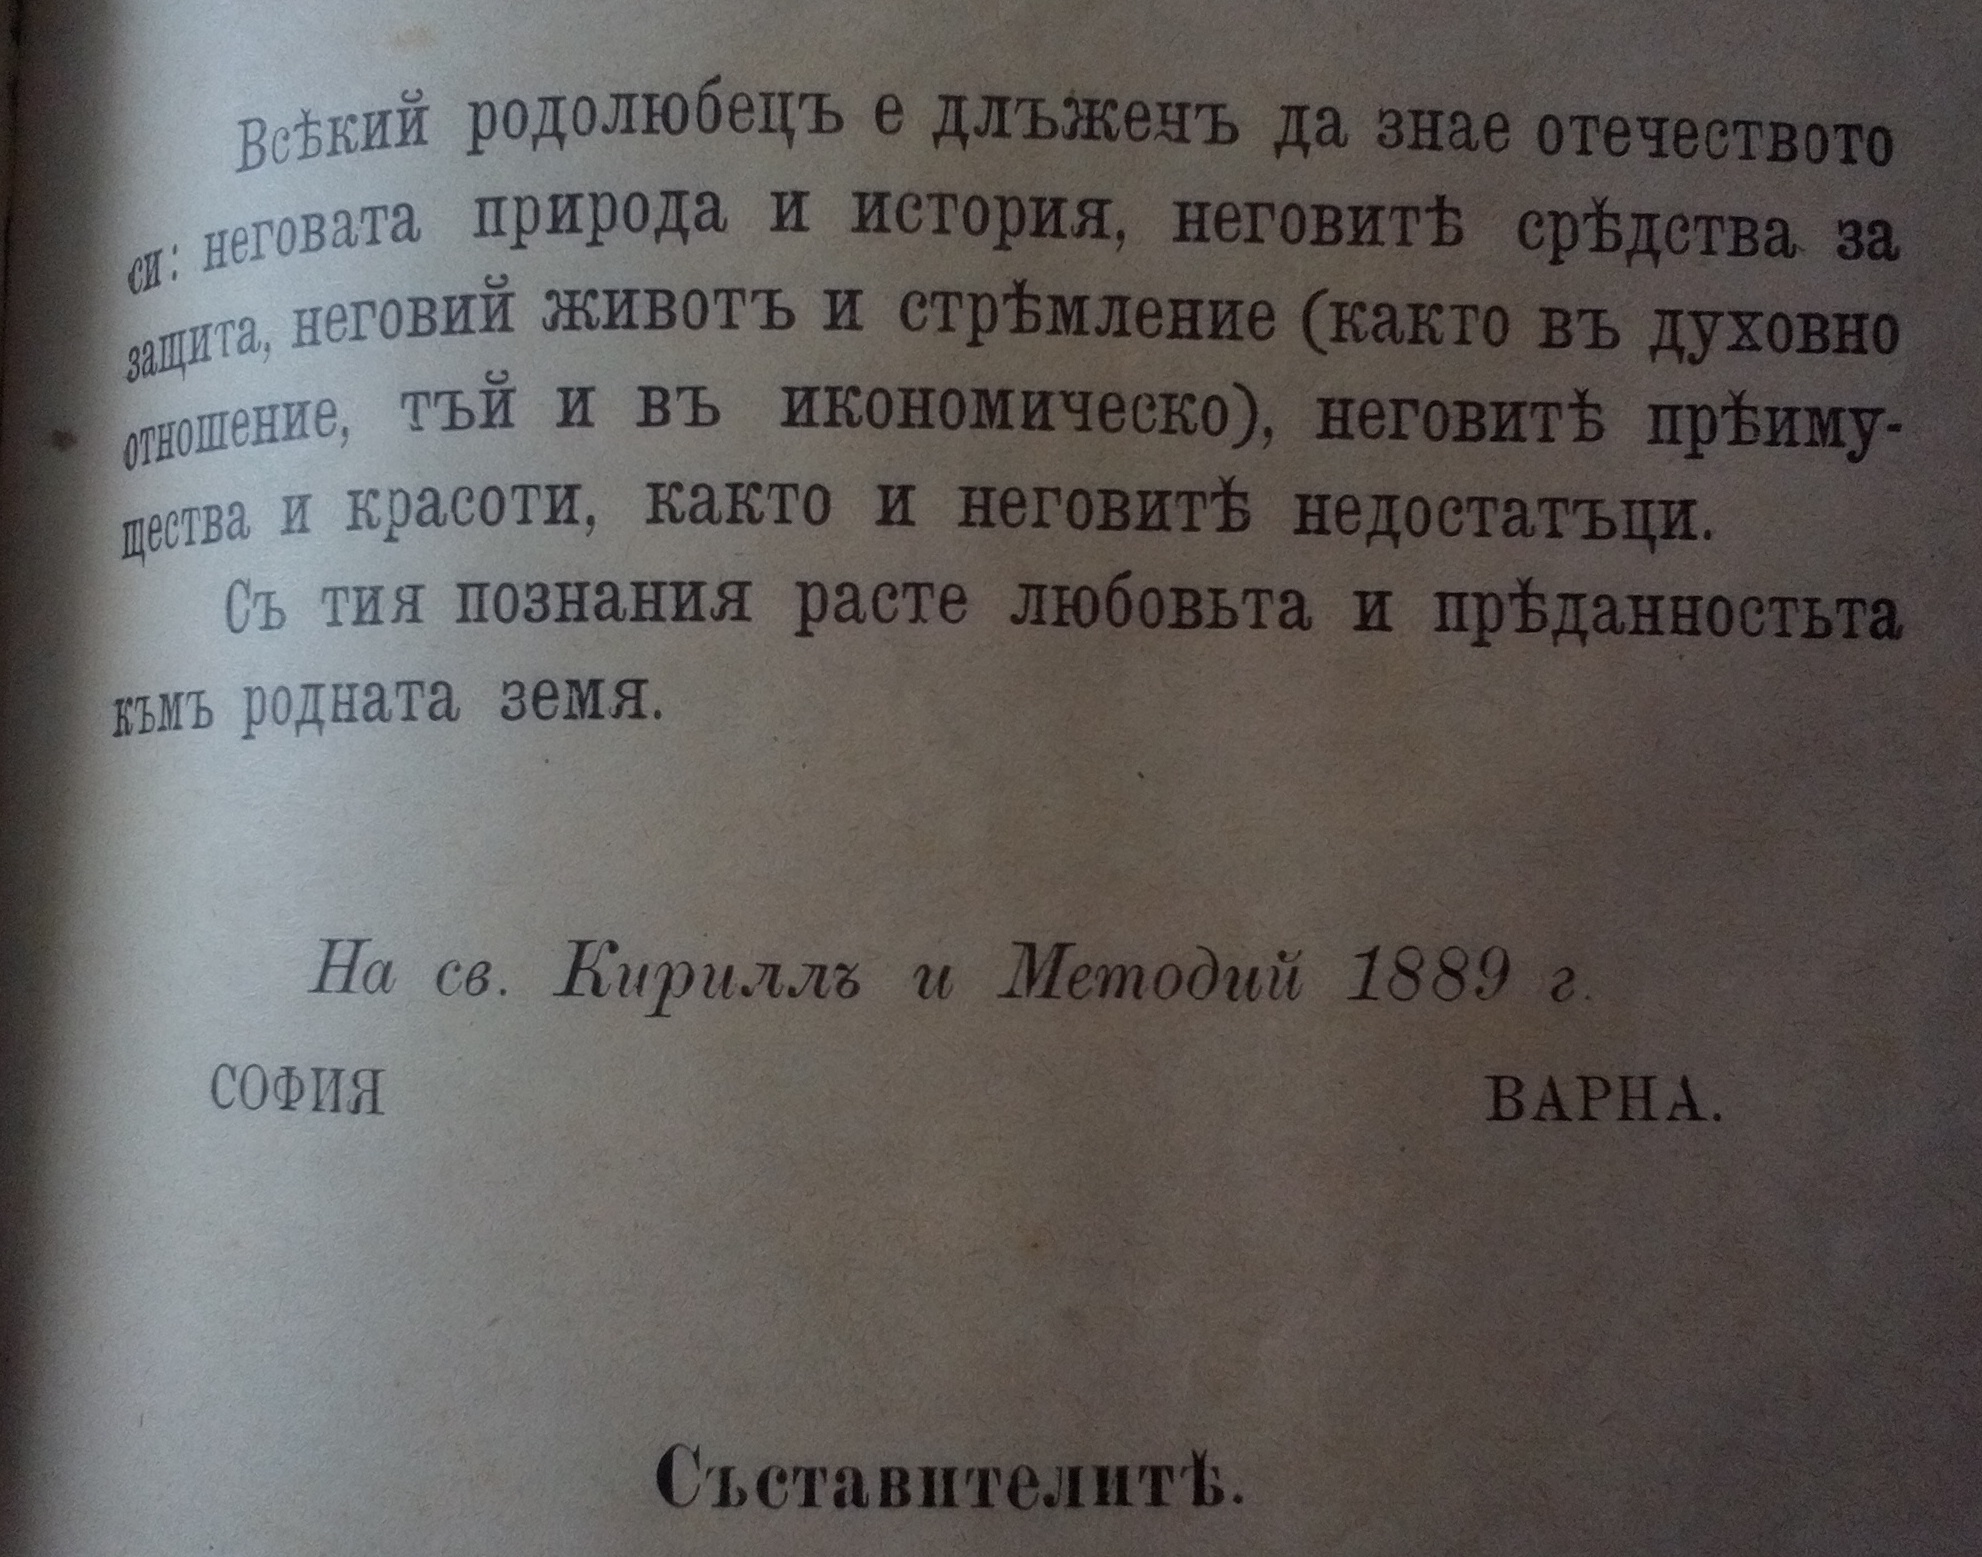 Всѣкий родолюбецъ е длъженъ да знае отечеството
си: неговата природа и история, неговитѣ срѣдства за
защита, неговий животъ и стрѣмление (както въ духовно
отношение, тъй и въ икономическо), неговитѣ прѣиму-
щества и красоти, както и неговитѣ недостатъци.
Съ тия познания расте любовьта и прѣданностьта
къмъ родната земя.
На св. Кириллъ и Методий 1889 г.
СОФИЯ ВАРНА.
Съставителитѣ.